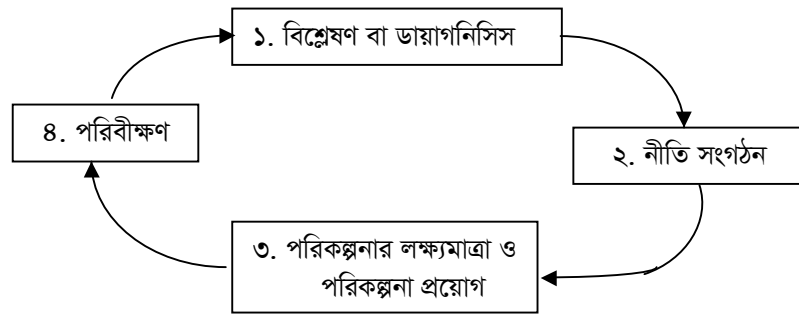 ১. বিশ্লেষণ বা ডায়াগনিসিস
২. নীতি সংগঠন
৩. পরিকল্পনার লক্ষ্যমাত্রা ও
পরিকল্পনা প্রয়োগ
৪. পরিবীক্ষণ